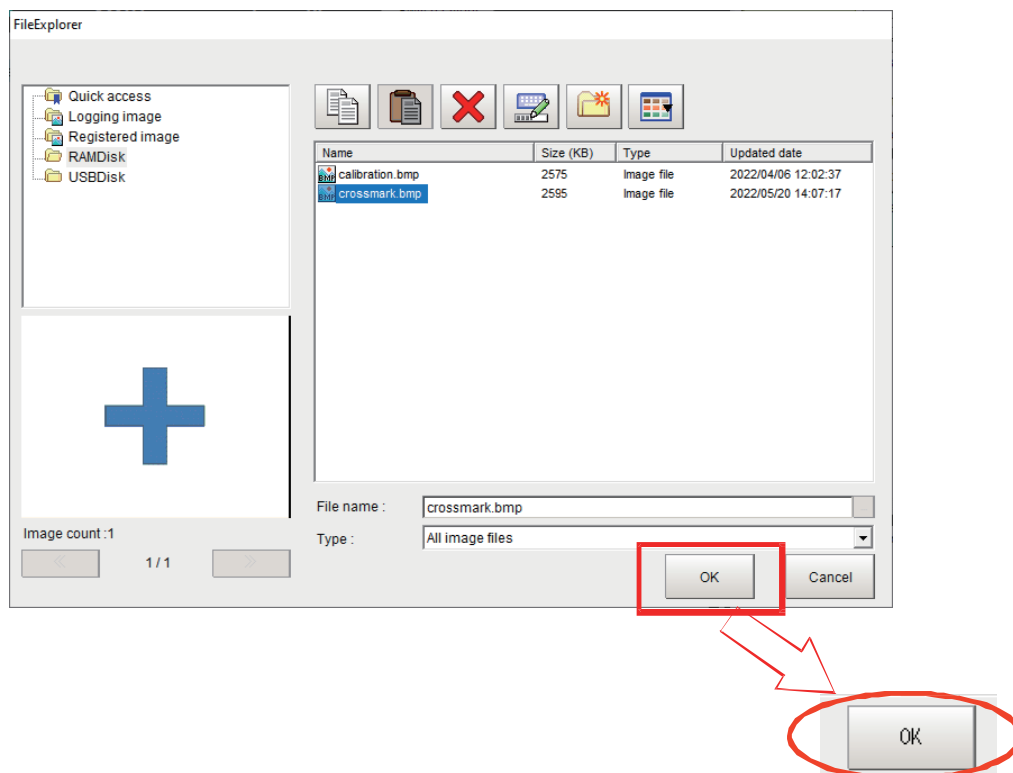 FileExplorer
Quick access
Logging image
Registered image
RAMDisk
USBDisk
Name Size (KB) Type Updated date
BMP calibration.bmp 2575 Image file 2022/04/06 12:02:37
BMP crossmark.bmp 2595 Image file 2022/05/20 14:07:17
File name : crossmark.bmp ...
Image count :1
Type : All image files
<< 1 / 1 >>
OK Cancel
OK